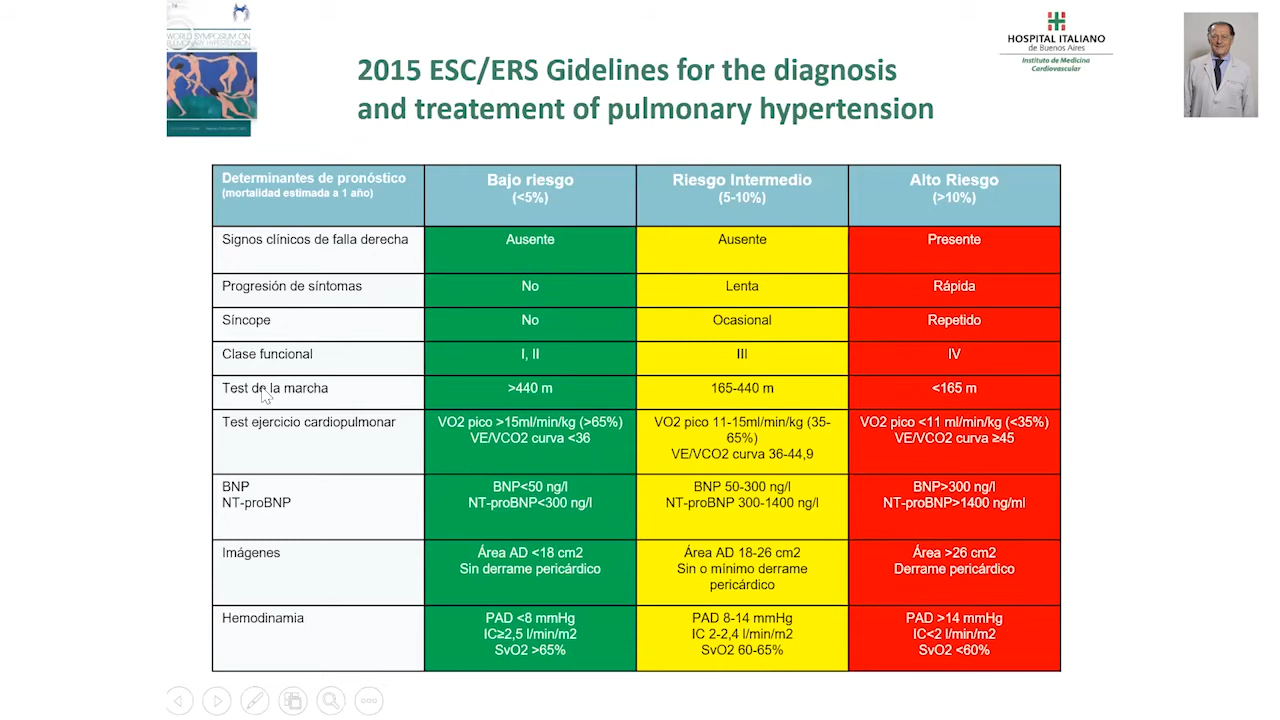 WORLD SYMPOSIUM ON
PULMONARY HYPERTENSION
HOSPITAL ITALIANO
de Buenos Aires
Instituto de Medicina
Cardiovascular
2015 ESC/ERS Gidelines for the diagnosis
and treatement of pulmonary hypertension
Determinantes de pronóstico
(mortalidad estimada a 1 año)
Bajo riesgo
(<5%)
Riesgo Intermedio
(5-10%)
Alto Riesgo
(>10%)
Signos clínicos de falla derecha
Ausente
Ausente
Presente
Progresión de síntomas
No
Lenta
Rápida
Síncope
No
Ocasional
Repetido
Clase funcional
I, II
III
IV
Test de la marcha
>440 m
165-440 m
<165 m
Test ejercicio cardiopulmonar
VO2 pico >15ml/min/kg (>65%)
VE/VCO2 curva <36
VO2 pico 11-15ml/min/kg (35-
65%)
VE/VCO2 curva 36-44,9
VO2 pico <11 ml/min/kg (<35%)
VE/VCO2 curva ≥45
BNP
NT-proBNP
BNP<50 ng/l
NT-proBNP<300 ng/l
BNP 50-300 ng/l
NT-proBNP 300-1400 ng/l
BNP>300 ng/l
NT-proBNP>1400 ng/ml
Imágenes
Área AD <18 cm2
Sin derrame pericárdico
Área AD 18-26 cm2
Sin o mínimo derrame
pericárdico
Área >26 cm2
Derrame pericárdico
Hemodinamia
PAD <8 mmHg
IC≥2,5 l/min/m2
SvO2 >65%
PAD 8-14 mmHg
IC 2-2,4 l/min/m2
SvO2 60-65%
PAD >14 mmHg
IC<2 l/min/m2
SvO2 <60%